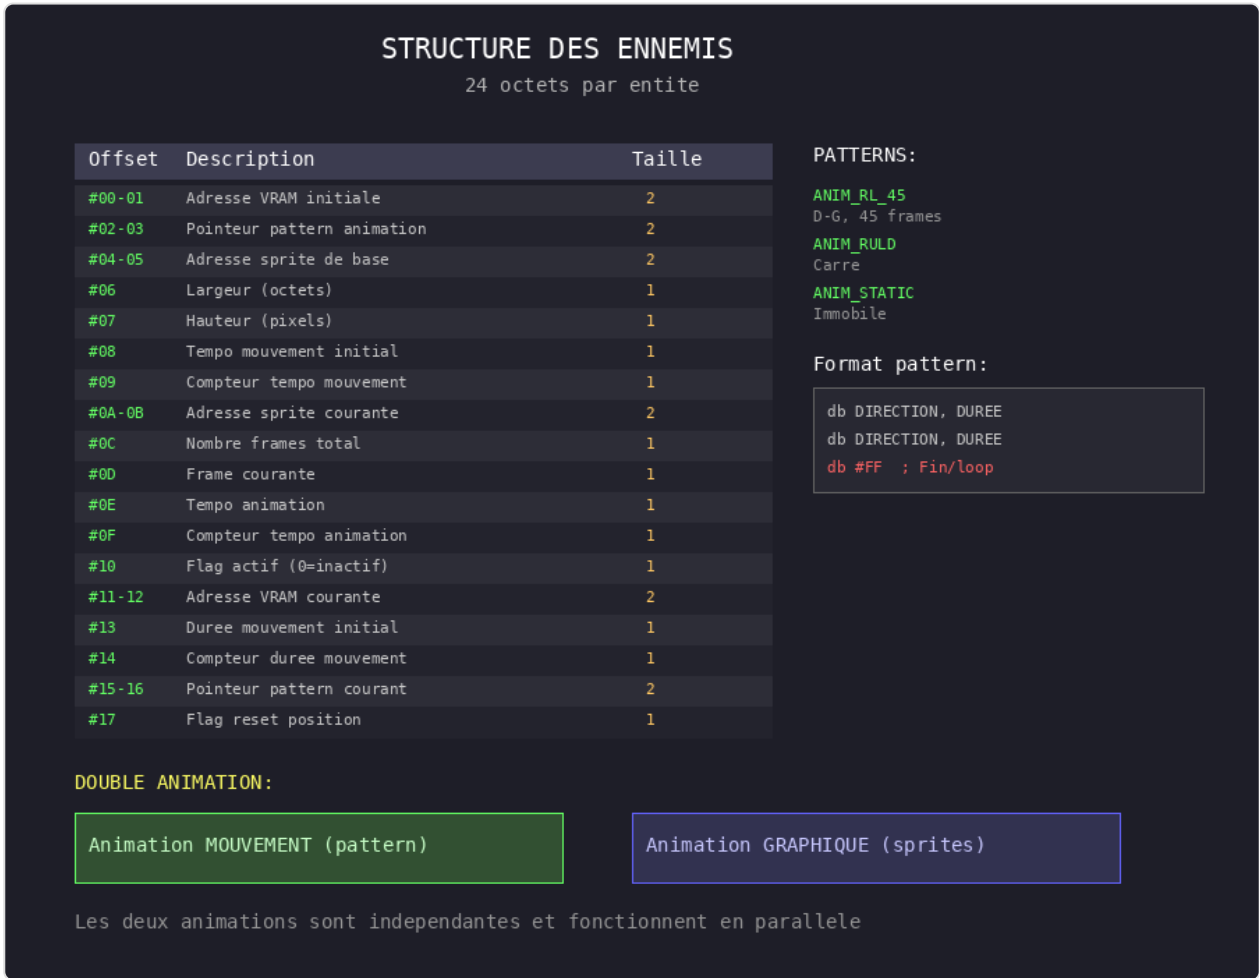 STRUCTURE DES ENNEMIS
24 octets par entite
Offset Description Taille
#00-01 Adresse VRAM initiale 2
#02-03 Pointeur pattern animation 2
#04-05 Adresse sprite de base 2
#06 Largeur (octets) 1
#07 Hauteur (pixels) 1
#08 Tempo mouvement initial 1
#09 Compteur tempo mouvement 1
#0A-0B Adresse sprite courante 2
#0C Nombre frames total 1
#0D Frame courante 1
#0E Tempo animation 1
#0F Compteur tempo animation 1
#10 Flag actif (0=inactif) 1
#11-12 Adresse VRAM courante 2
#13 Duree mouvement initial 1
#14 Compteur duree mouvement 1
#15-16 Pointeur pattern courant 2
#17 Flag reset position 1
PATTERNS:
ANIM_RL_45
D-G, 45 frames
ANIM_RULD
Carre
ANIM_STATIC
Immobile
Format pattern:
db DIRECTION, DUREE
db DIRECTION, DUREE
db #FF ; Fin/loop
DOUBLE ANIMATION:
Animation MOUVEMENT (pattern)
Animation GRAPHIQUE (sprites)
Les deux animations sont independantes et fonctionnent en parallele